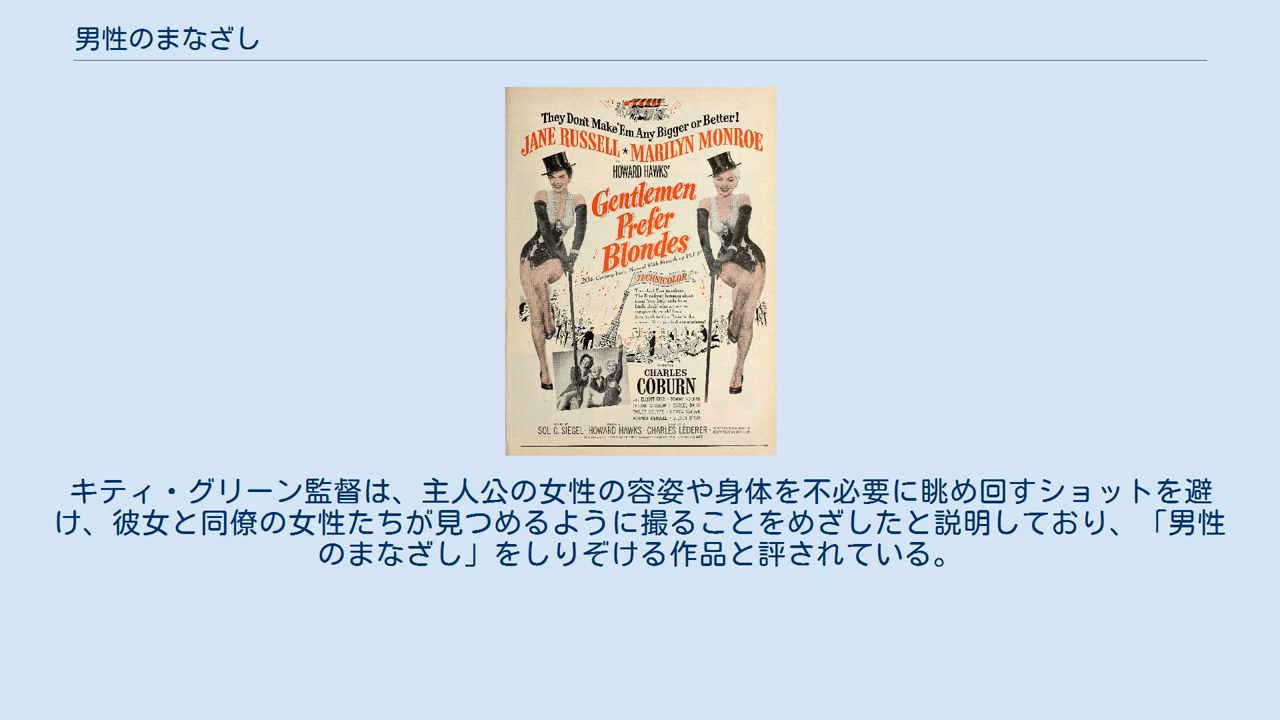 男性のまなざし
They Don't Make 'Em Any Bigger or Better!
JANE RUSSELL ★ MARILYN MONROE
HOWARD HAWKS'
Gentlemen
Prefer
Blondes
TECHNICOLOR
CHARLES
COBURN
SOL C. SIEGEL · HOWARD HAWKS · CHARLES LEDERER ·
キティ・グリーン監督は、主人公の女性の容姿や身体を不必要に眺め回すショットを避
け、彼女と同僚の女性たちが見つめるように撮ることをめざしたと説明しており、「男性
のまなざし」をしりぞける作品と評されている。